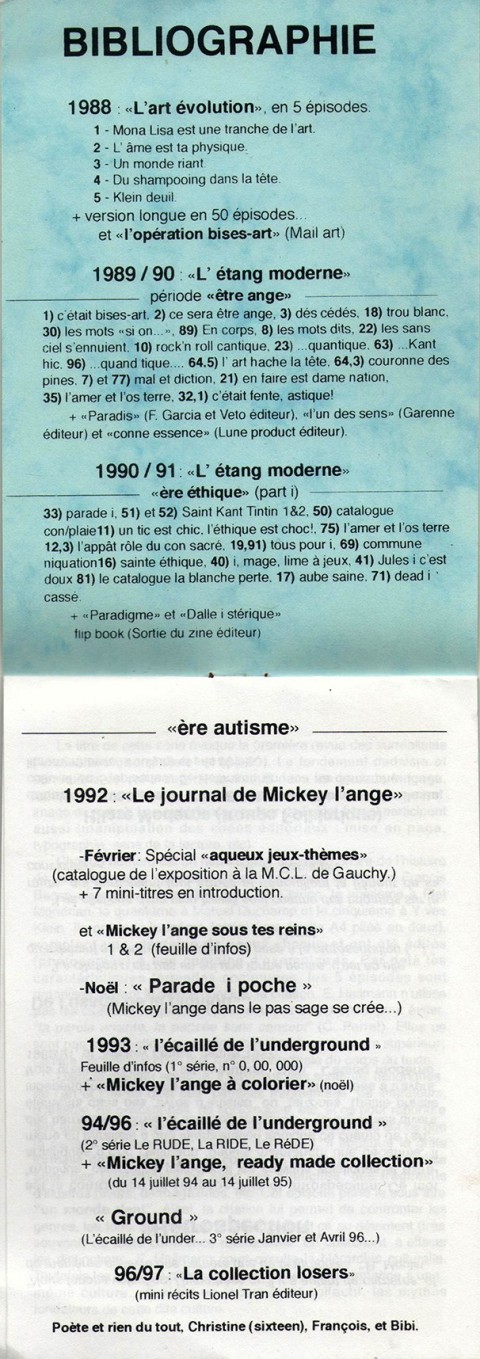 BIBLIOGRAPHIE
1988 : «L'art évolution», en 5 épisodes.
1 - Mona Lisa est une tranche de l'art.
2 - L' âme est ta physique.
3 - Un monde riant.
4 - Du shampooing dans la tête.
5 - Klein deuil.
+ version longue en 50 épisodes...
et «l'opération bises-art» (Mail art)
1989 / 90 : «L' étang moderne»
période «être ange»
1) c'était bises-art, 2) ce sera être ange, 3) dés cédés, 18) trou blanc,
30) les mots «si on...», 89) En corps, 8) les mots dits, 22) les sans
ciel s'ennuient, 10) rock'n roll cantique, 23) ...quantique, 63) ...Kant
hic. 96) ...quand tique.... 64.5) l' art hache la tête, 64,3) couronne des
pines. 7) et 77) mal et diction, 21) en faire est dame nation,
35) l'amer et l'os terre, 32,1) c'était fente, astique!
+ «Paradis» (F. Garcia et Veto éditeur), «l'un des sens» (Garenne
éditeur) et «conne essence» (Lune product éditeur).
1990 / 91 : «L' étang moderne»
«ère éthique» (part i)
33) parade i, 51) et 52) Saint Kant Tintin 1&2, 50) catalogue
con/plaie11) un tic est chic, l'éthique est choc!, 75) l'amer et l'os terre
12,3) l'appât rôle du con sacré, 19,91) tous pour i, 69) commune
niquation16) sainte éthique, 40) i, mage, lime à jeux, 41) Jules i c'est
doux 81) le catalogue la blanche perte, 17) aube saine, 71) dead i
casse.
+ «Paradigme» et «Dalle i stérique»
flip book (Sortie du zine éditeur)
«ère autisme»
1992 : «Le journal de Mickey l'ange»
-Février: Spécial «aqueux jeux-thèmes»
(catalogue de l'exposition à la M.C.L. de Gauchy.)
+ 7 mini-titres en introduction.
et «Mickey l'ange sous tes reins»
1 & 2 (feuille d'infos)
-Noël : « Parade i poche »
(Mickey l'ange dans le pas sage se crée...)
1993 : « l'écaillé de l'underground »
Feuille d'infos (1° série, n° 0, 00, 000)
+ «Mickey l'ange à colorier» (noël)
94/96 : « l'écaillé de l'underground »
(2° série Le RUDE, La RIDE, Le RéDE)
+ «Mickey l'ange, ready made collection»
(du 14 juillet 94 au 14 juillet 95)
« Ground »
(L'écaillé de l'under... 3° série Janvier et Avril 96...)
96/97 : «La collection losers»
(mini récits Lionel Tran éditeur)
Poète et rien du tout, Christine (sixteen), François, et Bibi.